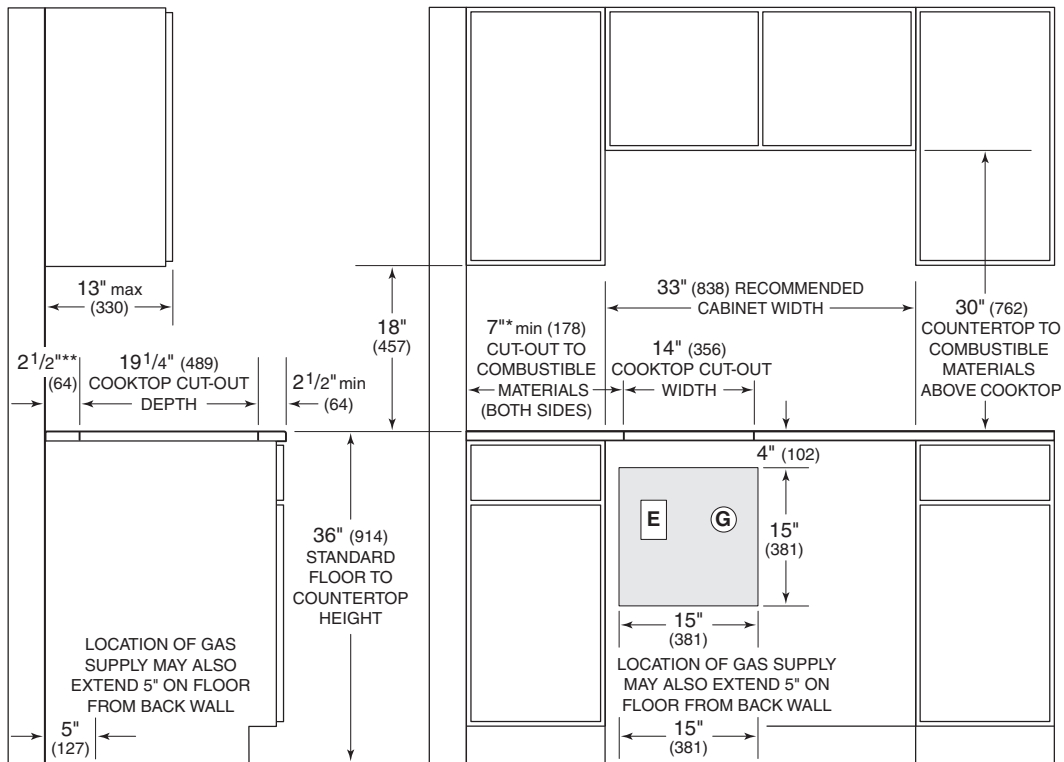 13" max
(330)
2 1/2"**
(64)
19 1/4" (489)
COOKTOP CUT-OUT
DEPTH
2 1/2" min
(64)
18"
(457)
36" (914)
STANDARD
FLOOR TO
COUNTERTOP
HEIGHT
LOCATION OF GAS
SUPPLY MAY ALSO
EXTEND 5" ON FLOOR
FROM BACK WALL
5"
(127)
33" (838) RECOMMENDED
CABINET WIDTH
7"* min (178)
CUT-OUT TO
COMBUSTIBLE
MATERIALS
(BOTH SIDES)
14" (356)
COOKTOP CUT-OUT
WIDTH
30" (762)
COUNTERTOP TO
COMBUSTIBLE
MATERIALS
ABOVE COOKTOP
4" (102)
E
G
15"
(381)
15"
(381)
LOCATION OF GAS SUPPLY
MAY ALSO EXTEND 5" ON
FLOOR FROM BACK WALL
15"
(381)